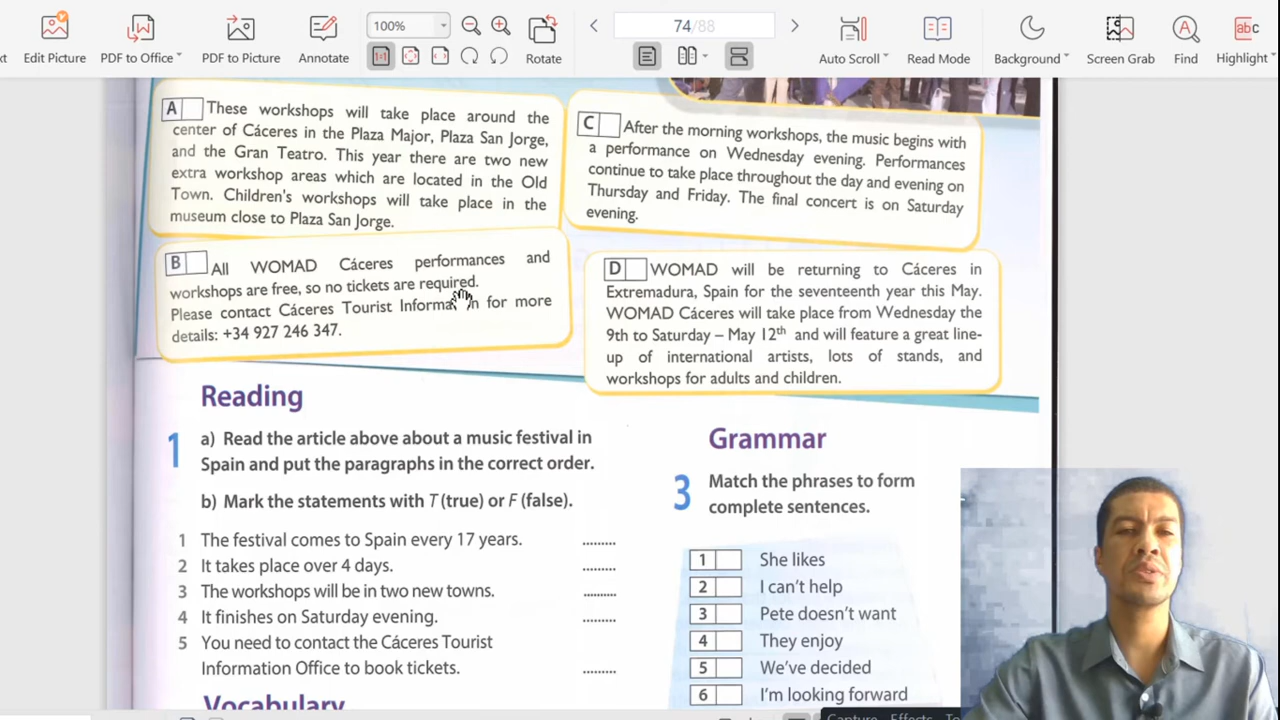 100%
74/88
Edit Picture
PDF to Office
PDF to Picture
Annotate
Rotate
Auto Scroll
Read Mode
Background
Screen Grab
Find
Highlight
A These workshops will take place around the
center of Cáceres in the Plaza Major, Plaza San Jorge,
and the Gran Teatro. This year there are two new
extra workshop areas which are located in the Old
Town. Children's workshops will take place in the
museum close to Plaza San Jorge.
B All WOMAD Cáceres performances and
workshops are free, so no tickets are required.
Please contact Cáceres Tourist Informa n for more
details: +34 927 246 347.
C After the morning workshops, the music begins with
a performance on Wednesday evening. Performances
continue to take place throughout the day and evening on
Thursday and Friday. The final concert is on Saturday
evening.
D WOMAD will be returning to Cáceres in
Extremadura, Spain for the seventeenth year this May.
WOMAD Cáceres will take place from Wednesday the
9th to Saturday – May 12th and will feature a great line-
up of international artists, lots of stands, and
workshops for adults and children.
Reading
1 a) Read the article above about a music festival in
Spain and put the paragraphs in the correct order.
b) Mark the statements with T (true) or F (false).
1 The festival comes to Spain every 17 years. .........
2 It takes place over 4 days. .........
3 The workshops will be in two new towns. .........
4 It finishes on Saturday evening. .........
5 You need to contact the Cáceres Tourist
Information Office to book tickets. .........
Vocabulary
Grammar
3 Match the phrases to form
complete sentences.
1 She likes
2 I can't help
3 Pete doesn't want
4 They enjoy
5 We've decided
6 I'm looking forward